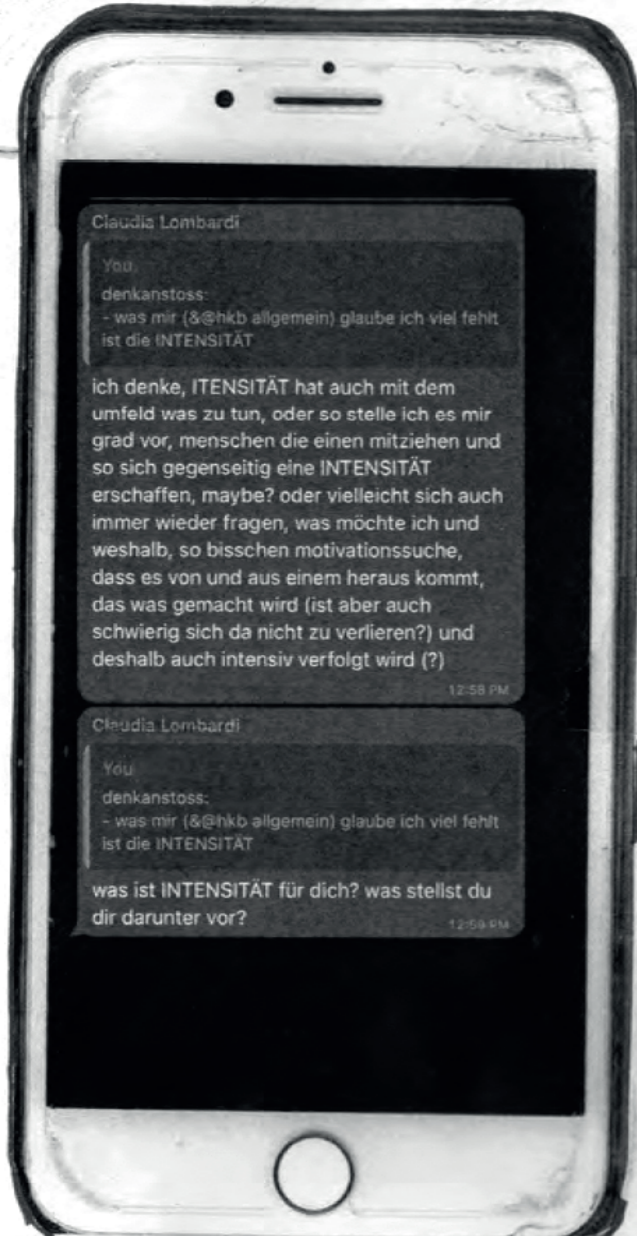 Claudia Lombardi
You
denkanstoss:
- was mir (&@hkb allgemein) glaube ich viel fehlt
ist die INTENSITÄT
ich denke, ITENSITÄT hat auch mit dem
umfeld was zu tun, oder so stelle ich es mir
grad vor, menschen die einen mitziehen und
so sich gegenseitig eine INTENSITÄT
erschaffen, maybe? oder vielleicht sich auch
immer wieder fragen, was möchte ich und
weshalb, so bisschen motivationssuche,
dass es von und aus einem heraus kommt,
das was gemacht wird (ist aber auch
schwierig sich da nicht zu verlieren?) und
deshalb auch intensiv verfolgt wird (?)
12:58 PM
Claudia Lombardi
You
denkanstoss:
- was mir (&@hkb allgemein) glaube ich viel fehlt
ist die INTENSITÄT
was ist INTENSITÄT für dich? was stellst du
dir darunter vor?
12:59 PM